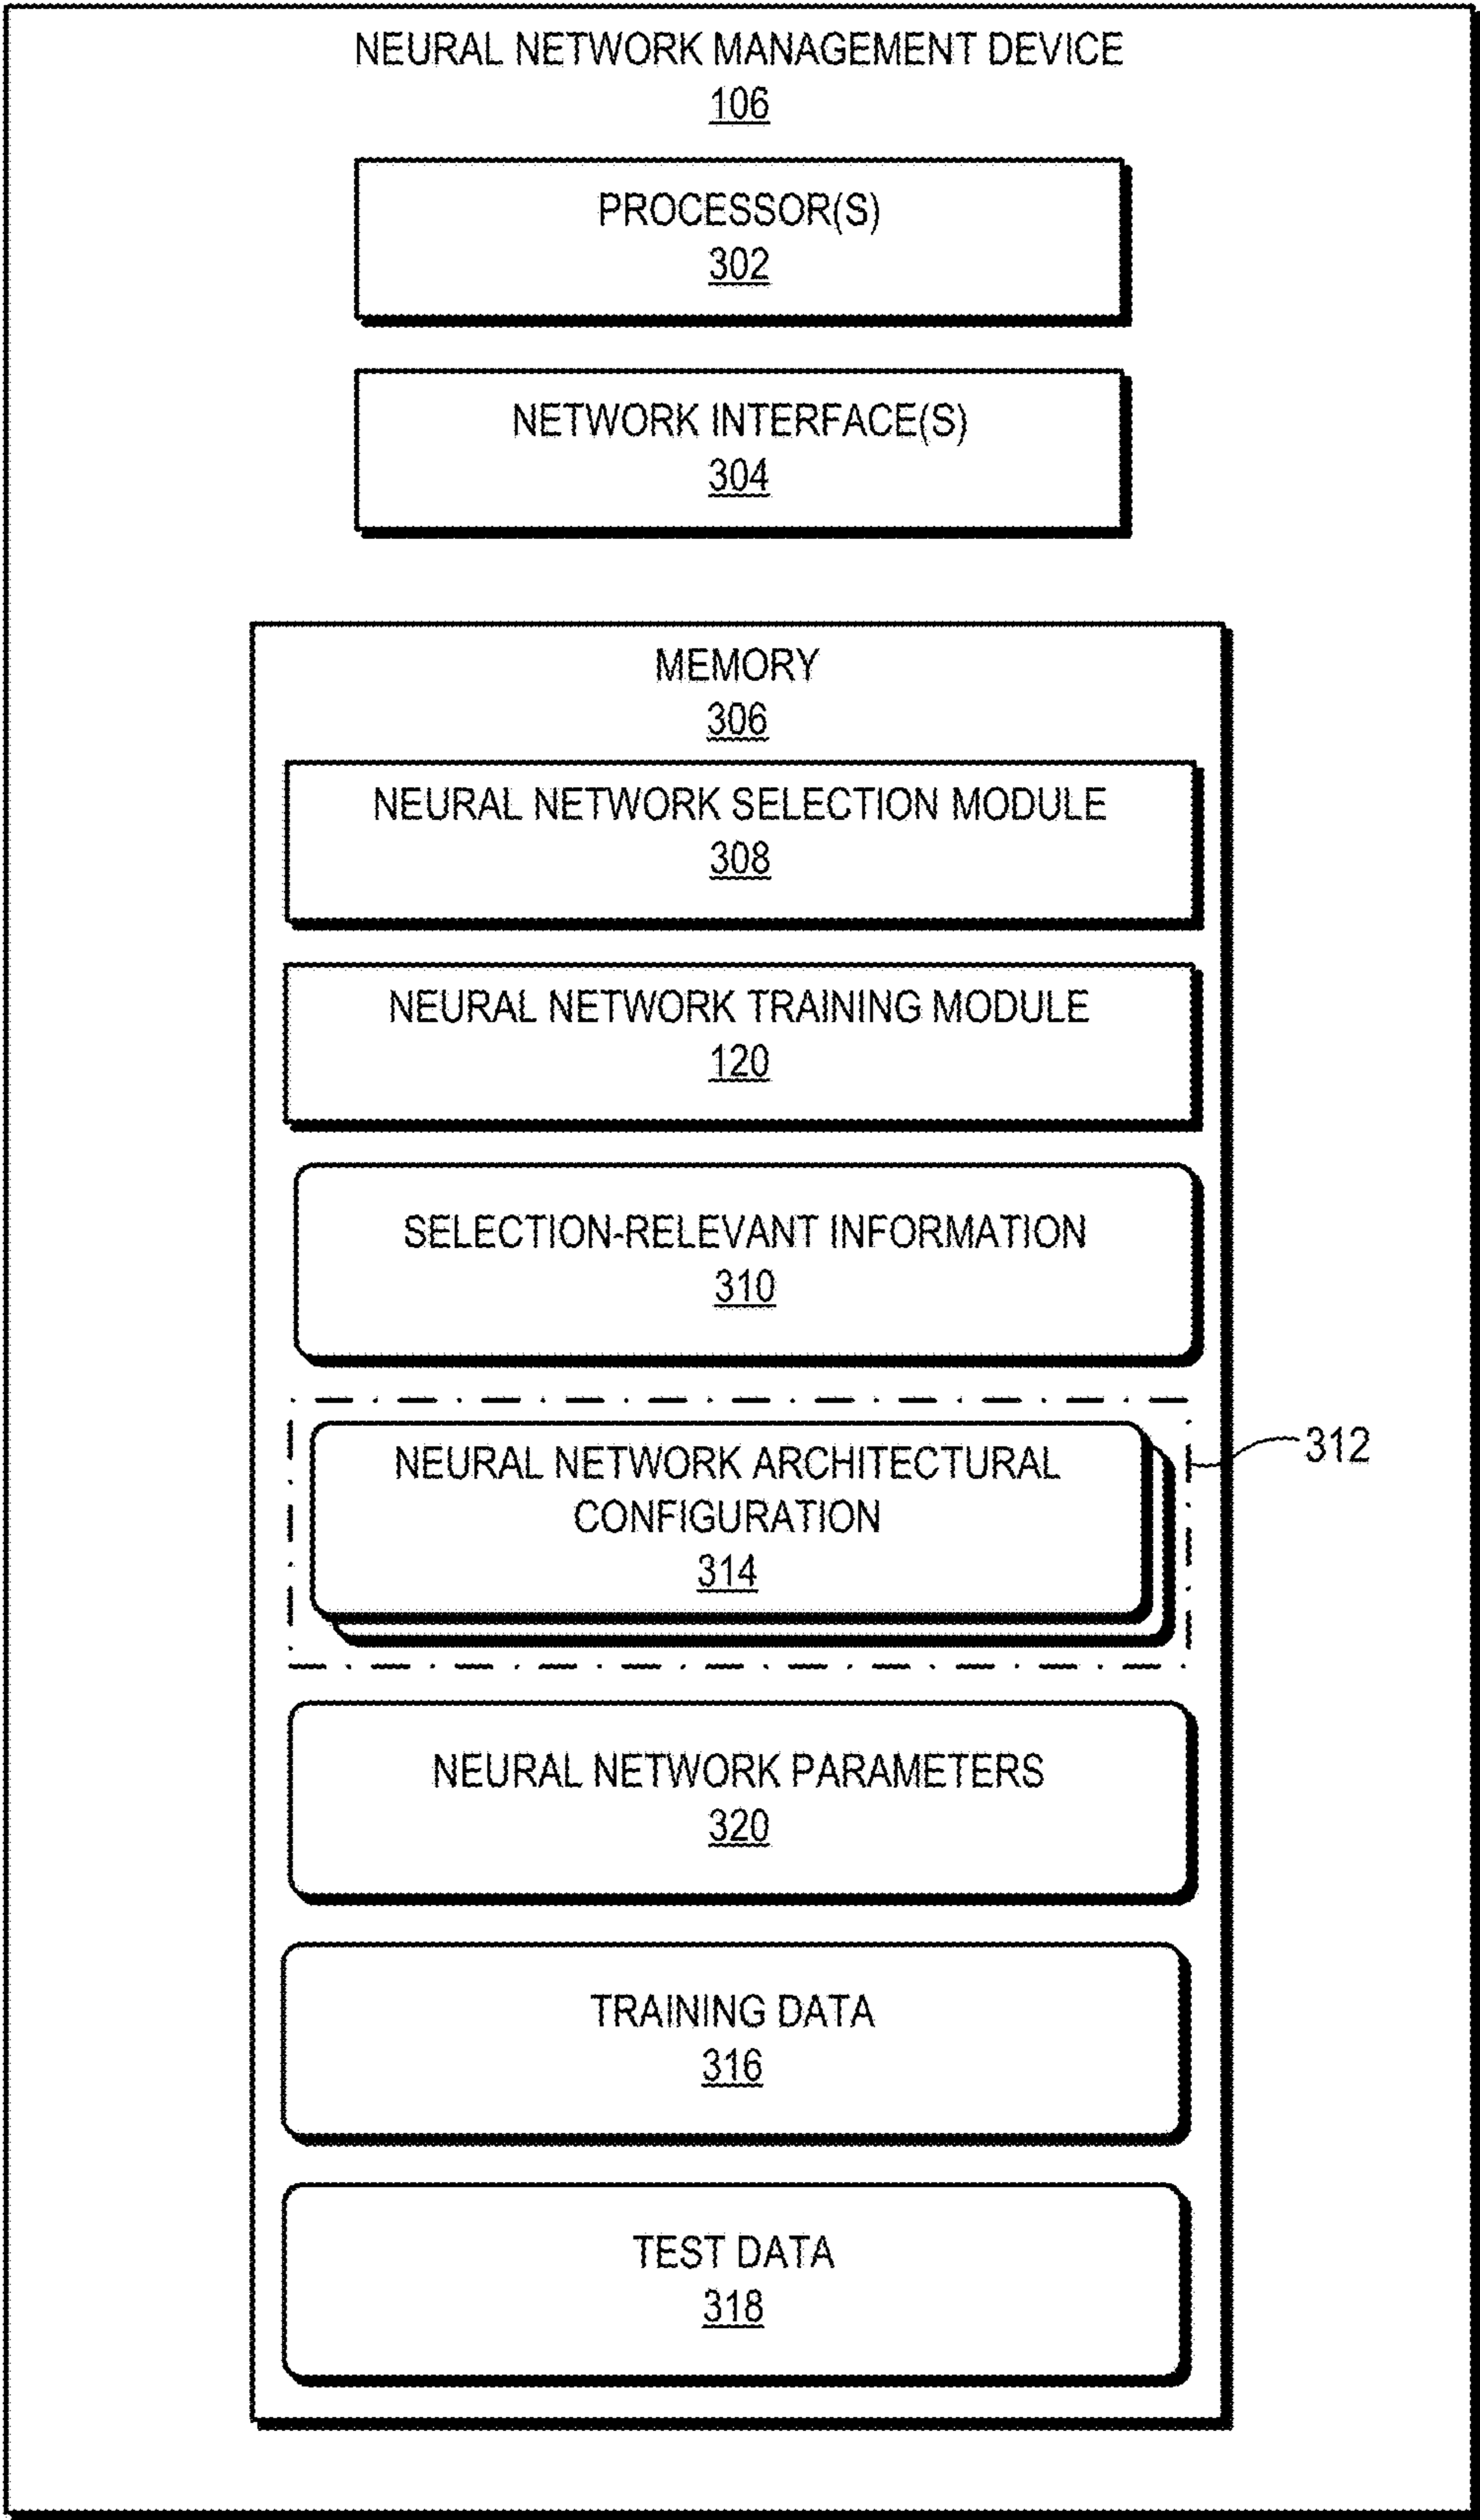 NEURAL NETWORK MANAGEMENT DEVICE
106
PROCESSOR(S)
302
NETWORK INTERFACE(S)
304
MEMORY
306
NEURAL NETWORK SELECTION MODULE
308
NEURAL NETWORK TRAINING MODULE
120
SELECTION-RELEVANT INFORMATION
310
312
NEURAL NETWORK ARCHITECTURAL
CONFIGURATION
314
NEURAL NETWORK PARAMETERS
320
TRAINING DATA
316
TEST DATA
318